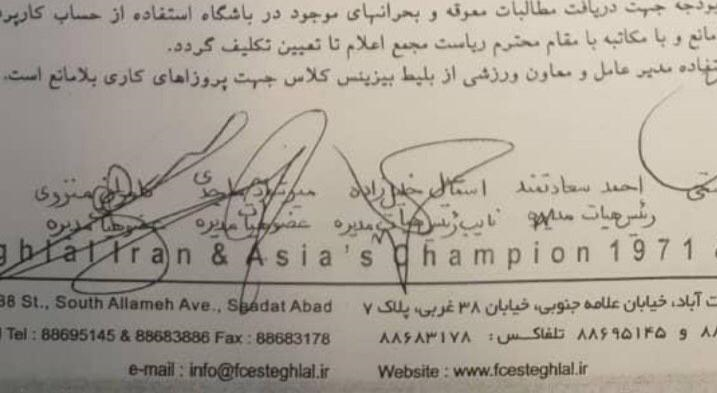 بودجه جهت دریافت مطالبات معوقه و بحرانهای موجود در باشگاه استفاده از حساب
مانع و با مکاتبه با مقام محترم ریاست مجمع اعلام تا تعیین تکلیف گردد.
مدیر عامل و معاون ورزشی از بلیط بیزینس کلاس جهت پروازهای کاری بلامانع است.
احمد سعادتمند اسماعیل خلیل زاده
رئیس هیات مدیره نایب رئیس هیات مدیره عضو هیات مدیره عضو هیات مدیره
ghlal Iran & Asia's Champion 1971 &
ت آباد، خیابان علامه جنوبی، خیابان ۳۸ غربی، پلاک ۷
38 St., South Allameh Ave., Saadat Abad
و ۸۸۶۹۵۱۴۵ تلفاکس: ۸۸۶۸۳۱۷۸
Tel : 88695145 & 88683886 Fax : 88683178
e-mail : info@fcesteghlal.ir Website : www.fcesteghlal.ir